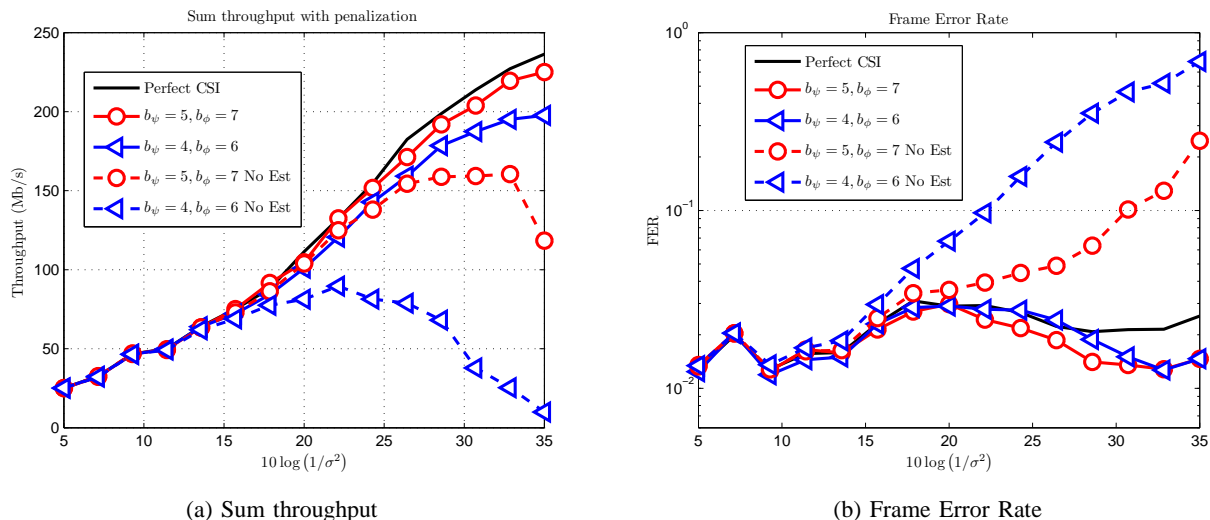 Sum throughput with penalization
250
200
150
100
50
0
Throughput (Mb/s)
Perfect CSI
b_ψ = 5, b_ϕ = 7
b_ψ = 4, b_ϕ = 6
b_ψ = 5, b_ϕ = 7 No Est
b_ψ = 4, b_ϕ = 6 No Est
5 10 15 20 25 30 35
10 log (1/σ²)
(a) Sum throughput
Frame Error Rate
10⁰
10⁻¹
10⁻²
FER
Perfect CSI
b_ψ = 5, b_ϕ = 7
b_ψ = 4, b_ϕ = 6
b_ψ = 5, b_ϕ = 7 No Est
b_ψ = 4, b_ϕ = 6 No Est
5 10 15 20 25 30 35
10 log (1/σ²)
(b) Frame Error Rate